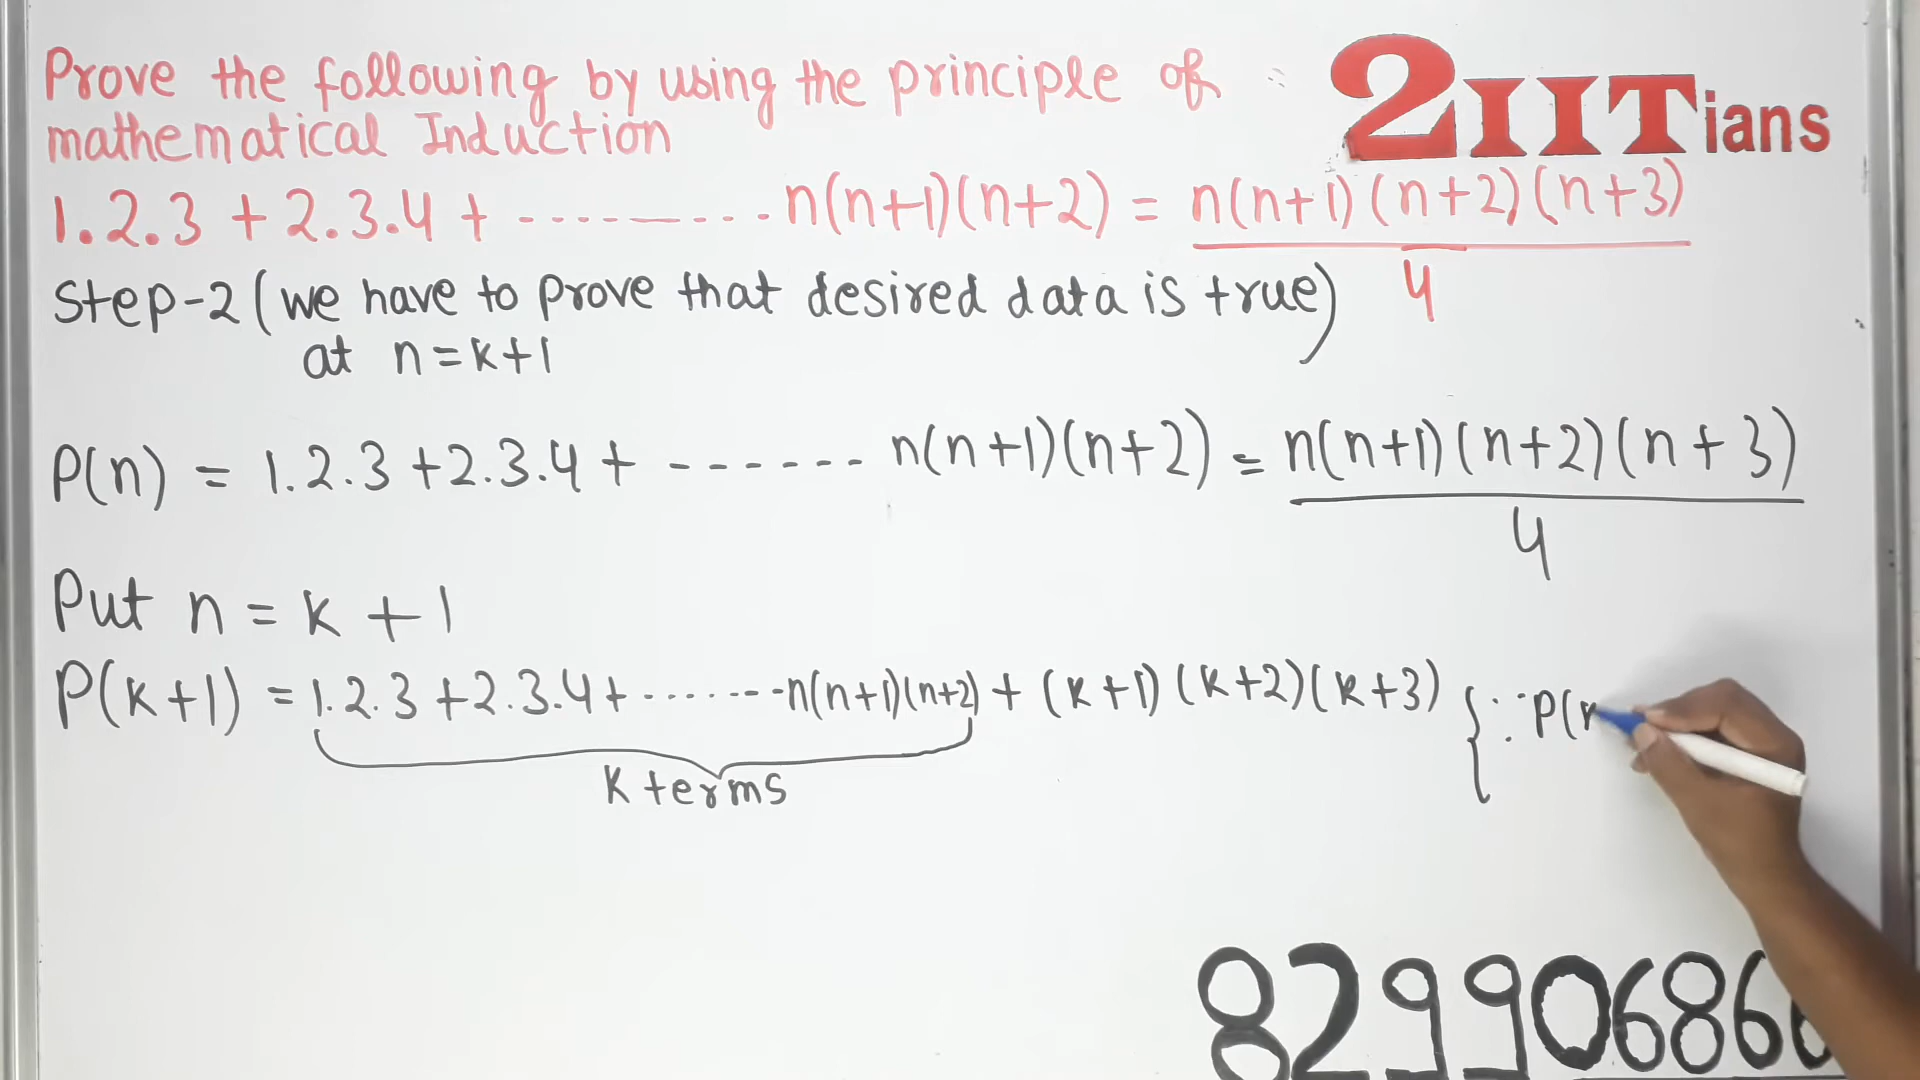 Prove the following by using the principle of
mathematical Induction
2IITians
1.2.3 + 2.3.4 + ---------- n(n+1)(n+2) = n(n+1)(n+2)(n+3)
4
Step-2 (we have to prove that desired data is true)
at n=k+1
P(n) = 1.2.3 +2.3.4 + ------- n(n+1)(n+2) = n(n+1)(n+2)(n+3)
4
Put n = k + 1
P(k+1) = 1.2.3 +2.3.4+ ........ n(n+1)(n+2) + (k+1)(k+2)(k+3) { ∵ P(
K terms
82990686